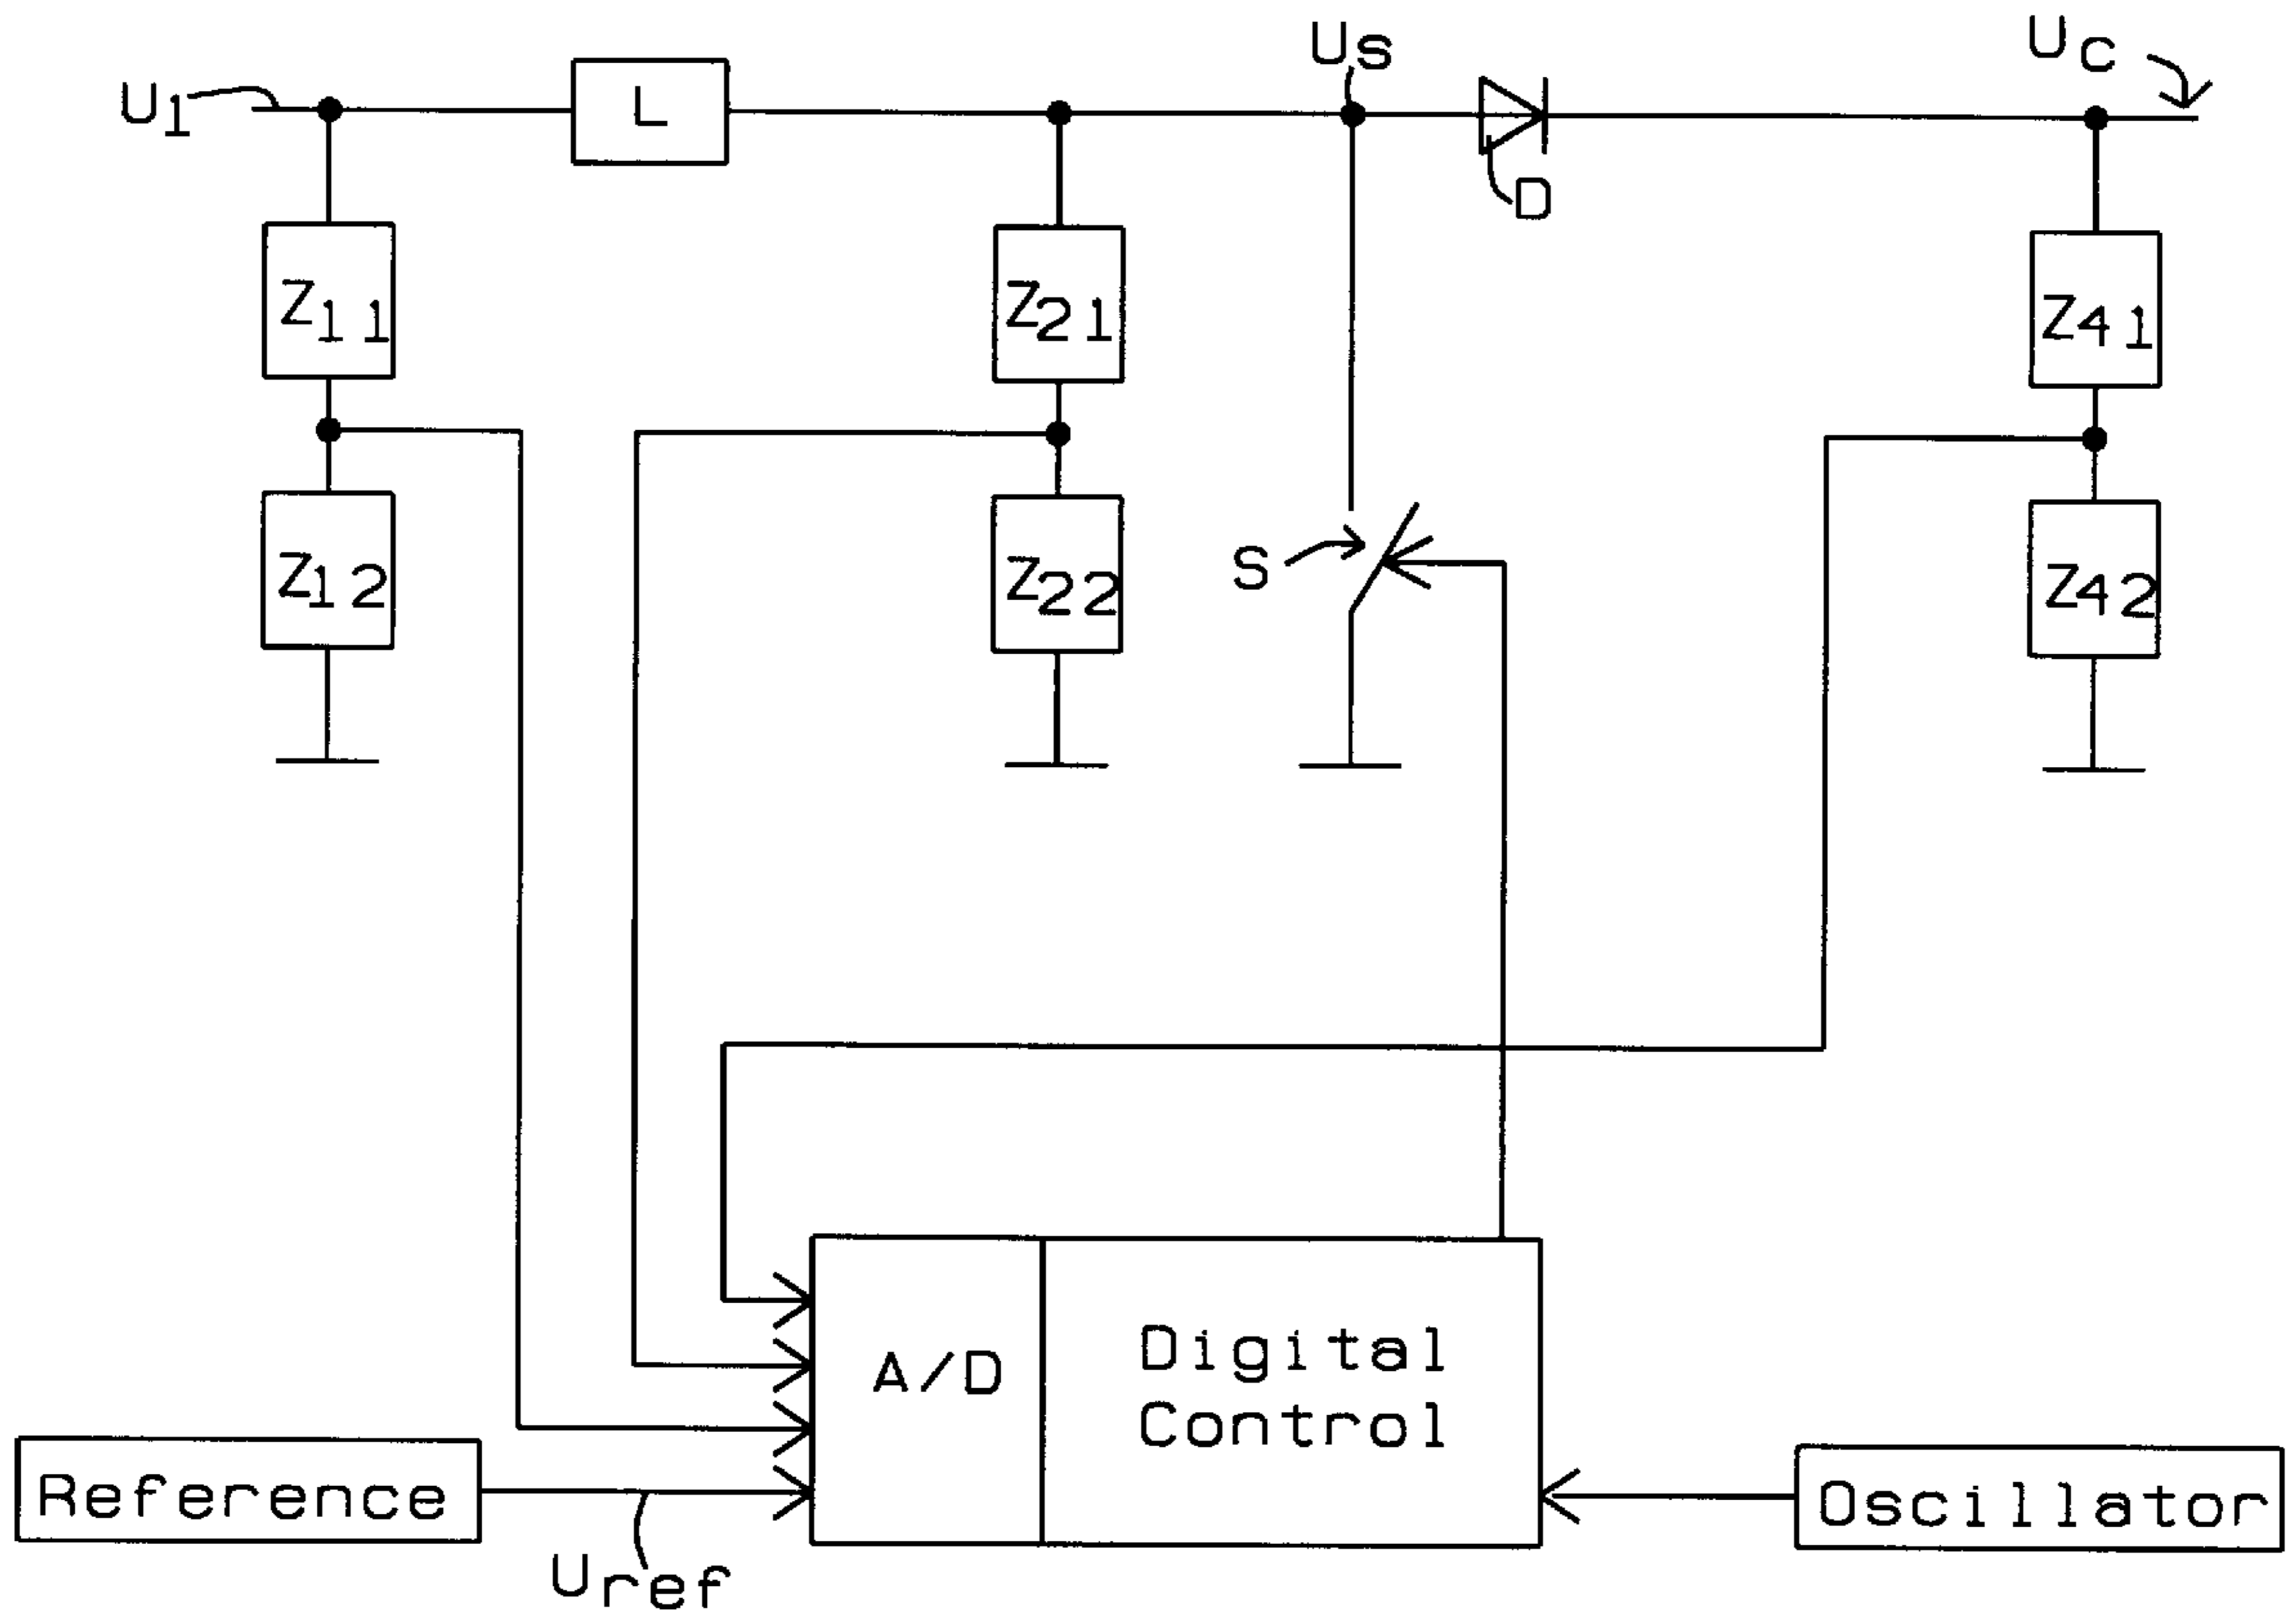 U1
L
Us
D
UC
Z11
Z21
Z41
Z12
Z22
S
Z42
A/D
Digital
Control
Reference
Oscillator
Uref